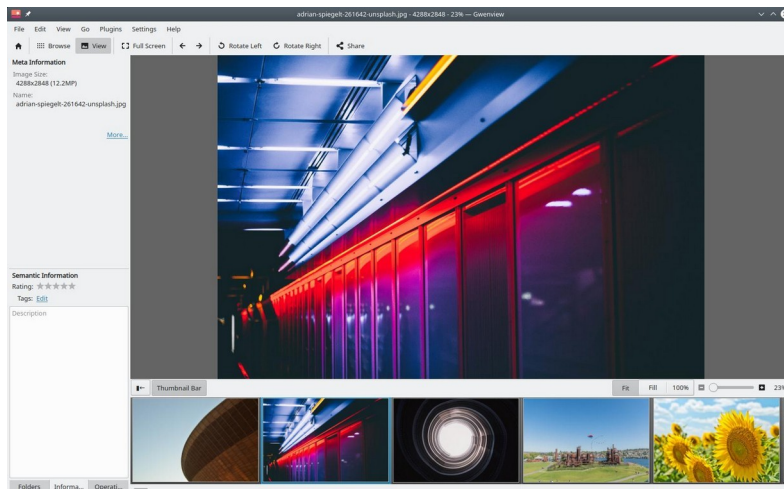 adrian-spiegelt-261642-unsplash.jpg - 4288x2848 - 23% — Gwenview
File Edit View Go Plugins Settings Help
Browse View Full Screen Rotate Left Rotate Right Share
Meta Information
Image Size:
4288x2848 (12.2MP)
Name:
adrian-spiegelt-261642-unsplash.jpg
More...
Semantic Information
Rating:
Tags: Edit
Description
Thumbnail Bar
Fit Fill 100% 23%
Folders Informa... Operati...